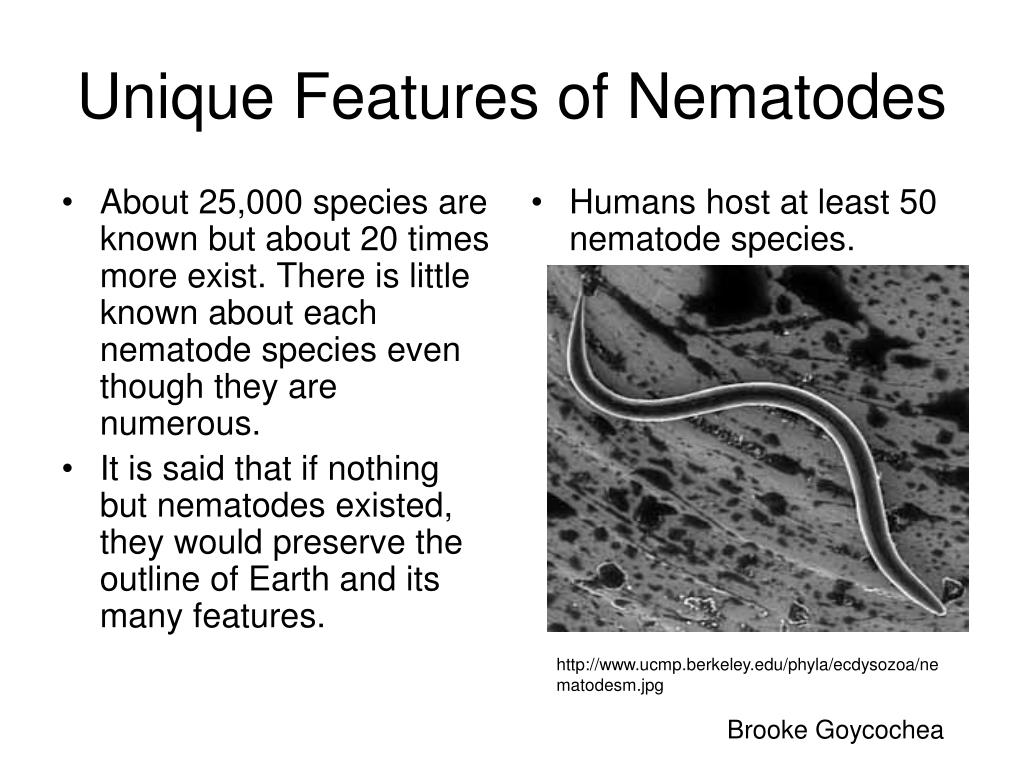 Unique Features of Nematodes
• About 25,000 species are
known but about 20 times
more exist. There is little
known about each
nematode species even
though they are
numerous.
• It is said that if nothing
but nematodes existed,
they would preserve the
outline of Earth and its
many features.
• Humans host at least 50
nematode species.
http://www.ucmp.berkeley.edu/phyla/ecdysozoa/ne
matodesm.jpg
Brooke Goycochea